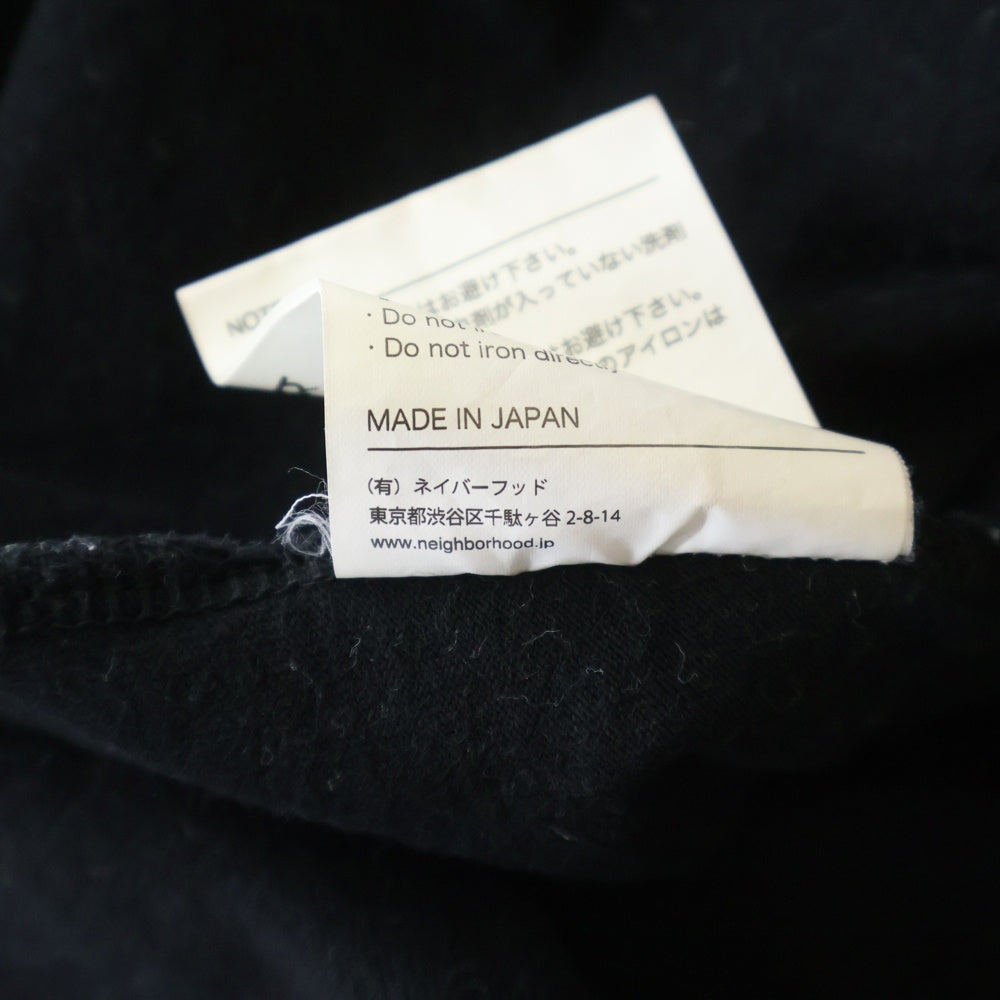 NOT
はお避け下さい。
剤が入っていない洗剤
はお避け下さい。
のアイロンは
・Do not
・Do not iron directly
MADE IN JAPAN
（有）ネイバーフッド
東京都渋谷区千駄ヶ谷 2-8-14
www.neighborhood.jp